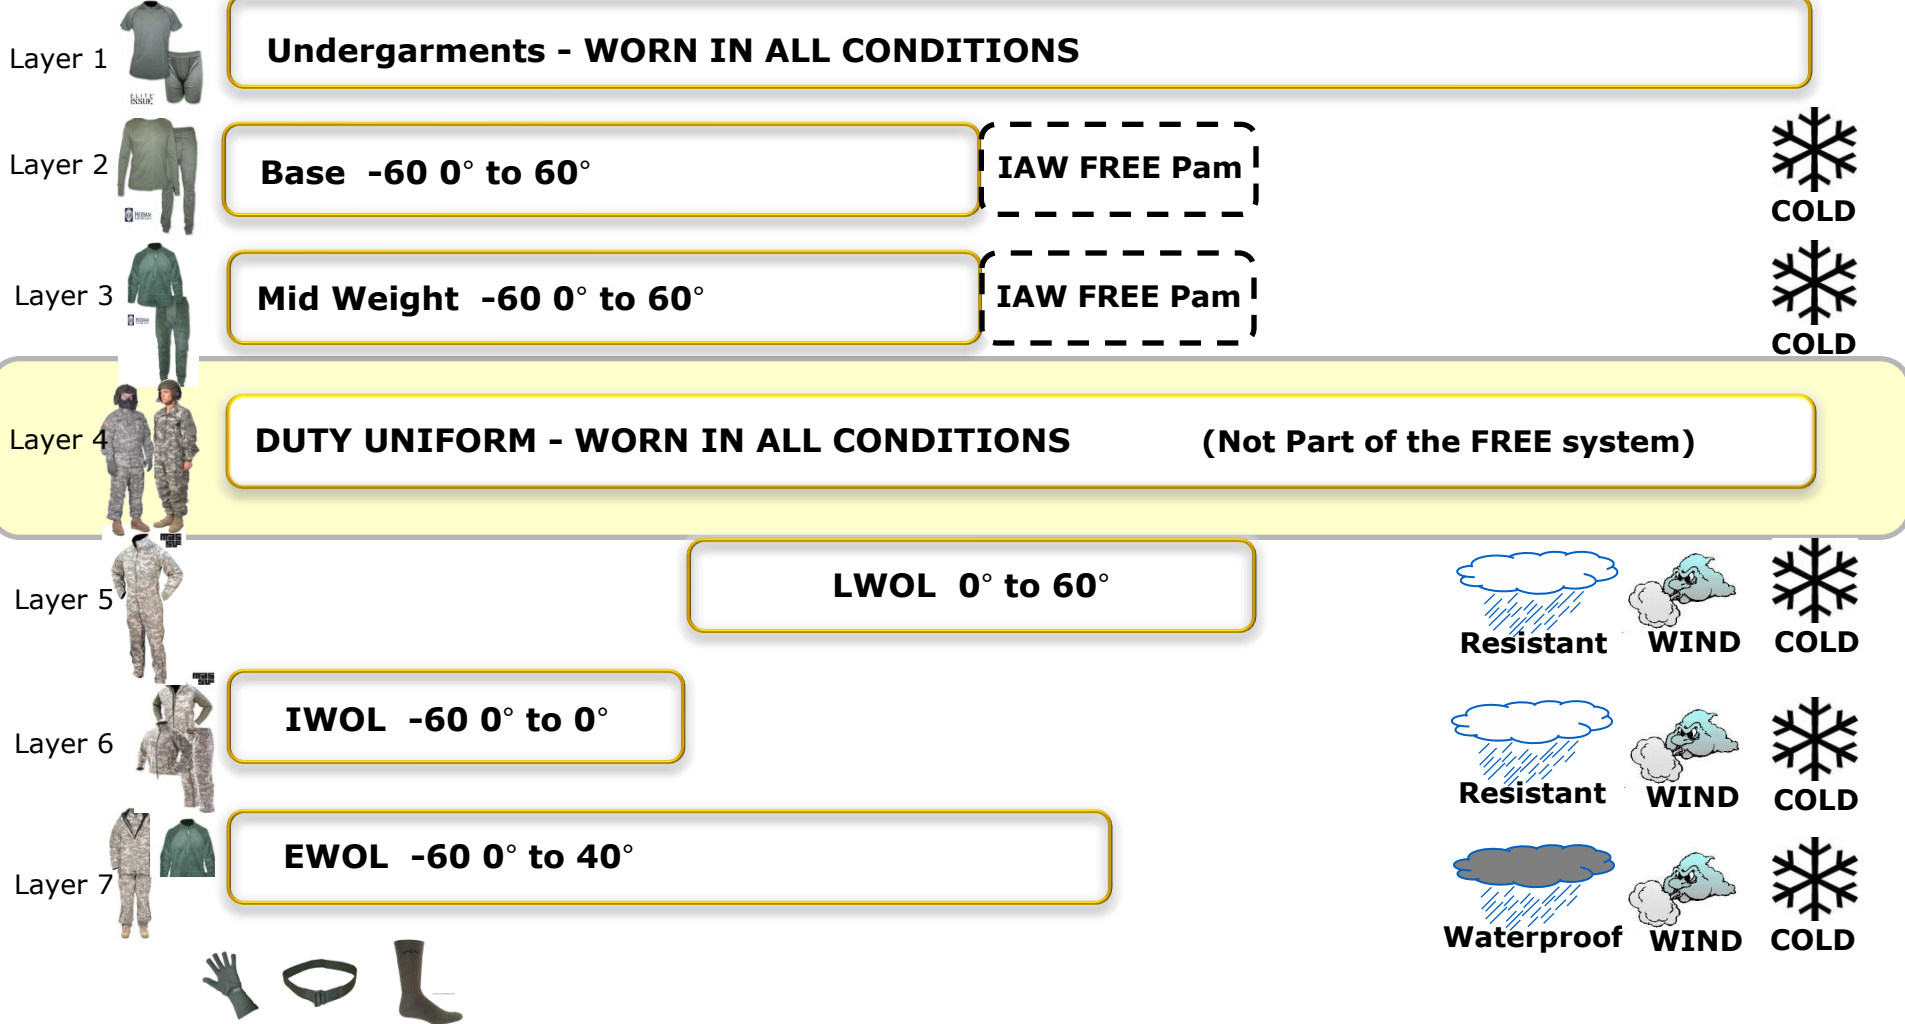 Layer 1
Undergarments - WORN IN ALL CONDITIONS
ISSUE
Layer 2
Base -60 0° to 60°
IAW FREE Pam
COLD
Layer 3
Mid Weight -60 0° to 60°
IAW FREE Pam
COLD
Layer 4
DUTY UNIFORM - WORN IN ALL CONDITIONS (Not Part of the FREE system)
Layer 5
LWOL 0° to 60°
Resistant WIND COLD
Layer 6
IWOL -60 0° to 0°
Resistant WIND COLD
Layer 7
EWOL -60 0° to 40°
Waterproof WIND COLD